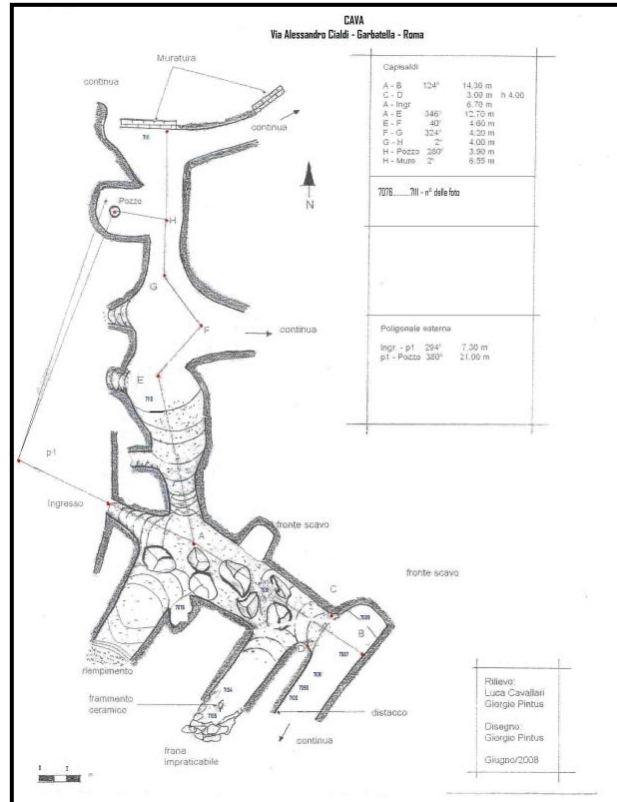 CAVA
Via Alessandro Cialdi - Garbatella - Roma
Muratura
continua
continua
Capisaldi
A - B 124° 14.30 m
C - D 3.00 m h 4.00
A - Ingr 6.70 m
A - E 346° 12.70 m
E - F 40° 4.60 m
F - G 324° 4.20 m
G - H 2° 4.00 m
H - Pozzo 280° 3.90 m
H - Muro 2° 6.55 m
7076.......7111 - n° della foto
Poligonale esterna
Ingr. - p1 294° 7.30 m
p1 - Pozzo 21.00 m
N
Pozzo
H
G
F
continua
E
p1
Ingresso
A
fronte scavo
fronte scavo
C
B
D
riempimento
frammento
ceramico
distacco
continua
frana
impraticabile
Rilievo:
Luca Cavallari
Giorgio Pintus
Disegno:
Giorgio Pintus
Giugno/2008